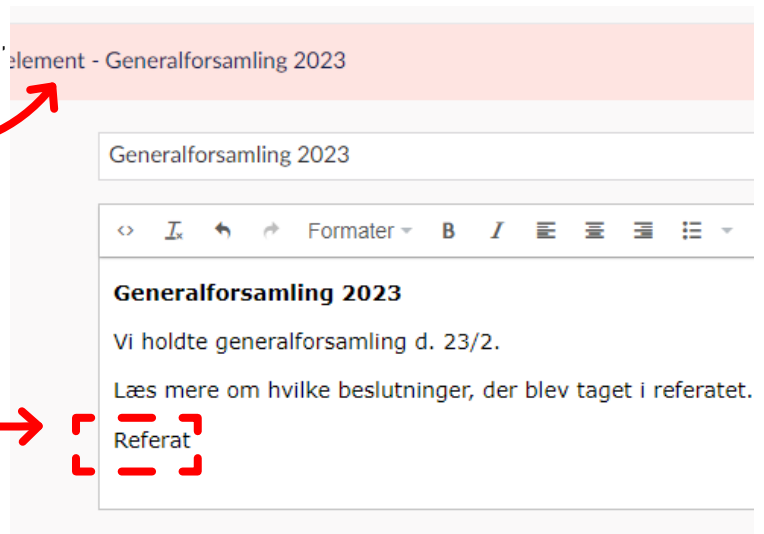 element - Generalforsamling 2023
Generalforsamling 2023
Formater B I
Generalforsamling 2023
Vi holdte generalforsamling d. 23/2.
Læs mere om hvilke beslutninger, der blev taget i referatet.
Referat